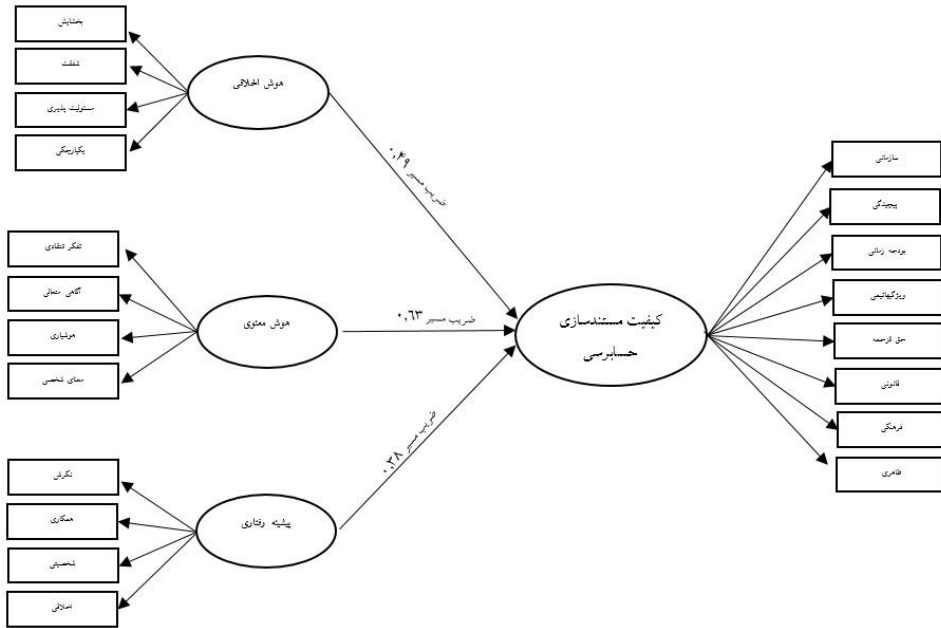 بخشایش
شفقت
مسئولیت پذیری
یکپارچگی
هوش اخلاقی
ضریب مسیر ۰,۴۹
تفکر انتقادی
آگاهی متعالی
هوشیاری
معنای شخصی
هوش معنوی
ضریب مسیر ۰,۶۳
نگرش
همکاری
شخصیتی
اخلاقی
پیشینه رفتاری
ضریب مسیر ۰,۳۸
کیفیت مستندسازی
حسابرسی
سازمانی
پیچیدگی
بودجه زمانی
ویژگیهاتیمی
حق الزحمه
قانونی
فرهنگی
ظاهری